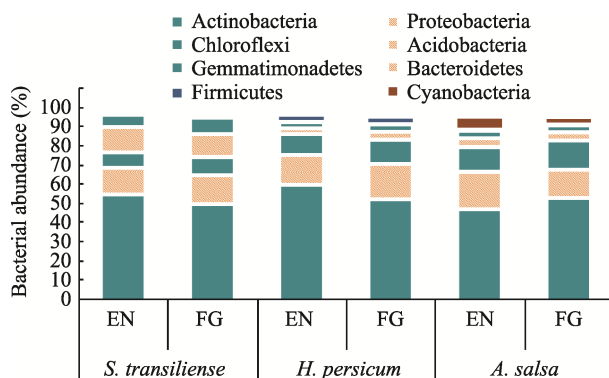 Actinobacteria Proteobacteria
Chloroflexi Acidobacteria
Gemmatimonadetes Bacteroidetes
Firmicutes Cyanobacteria
Bacterial abundance (%)
100
90
80
70
60
50
40
30
20
10
0
EN FG EN FG EN FG
S. transiliense H. persicum A. salsa